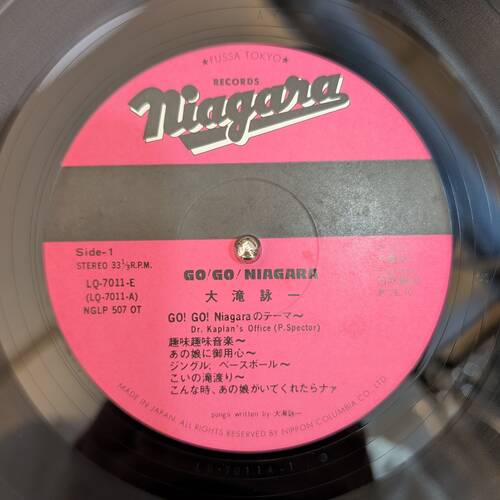 ★FUSSA TOKYO★
RECORDS
Niagara
Side-1
STEREO 33⅓R.P.M.
LQ-7011-E
(LQ-7011-A)
NGLP 507 OT
GO! GO! NIAGARA
大滝詠一
GO! GO! Niagaraのテーマ〜
Dr. Kaplan's Office (P.Spector)
趣味趣味音楽〜
あの娘に御用心〜
ジングル；ベースボール〜
こいの滝渡り〜
こんな時、あの娘がいてくれたらナァ
songs written by 大滝詠一
MADE IN JAPAN. ALL RIGHTS RESERVED BY NIPPON COLUMBIA CO., LTD.